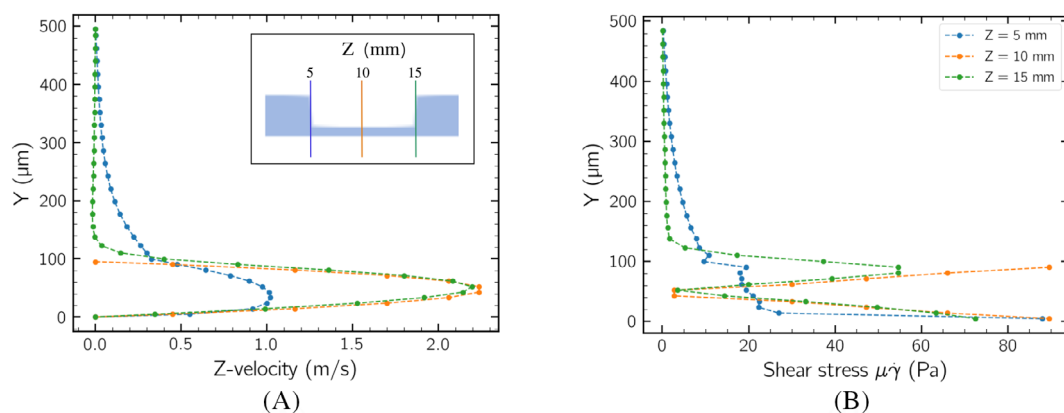 500
400
300
200
100
0
Y (μm)
Z (mm)
5 10 15
0.0 0.5 1.0 1.5 2.0
Z-velocity (m/s)
(A)
500
400
300
200
100
0
Y (μm)
Z = 5 mm
Z = 10 mm
Z = 15 mm
0 20 40 60 80
Shear stress μγ̇ (Pa)
(B)